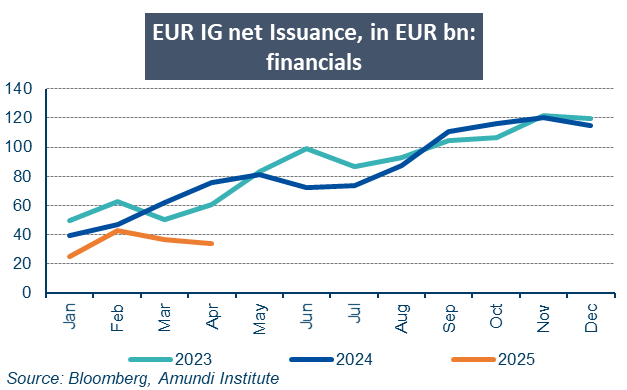 EUR IG net Issuance, in EUR bn:
financials
140
120
100
80
60
40
20
0
Jan Feb Mar Apr May Jun Jul Aug Sep Oct Nov Dec
2023 2024 2025
Source: Bloomberg, Amundi Institute